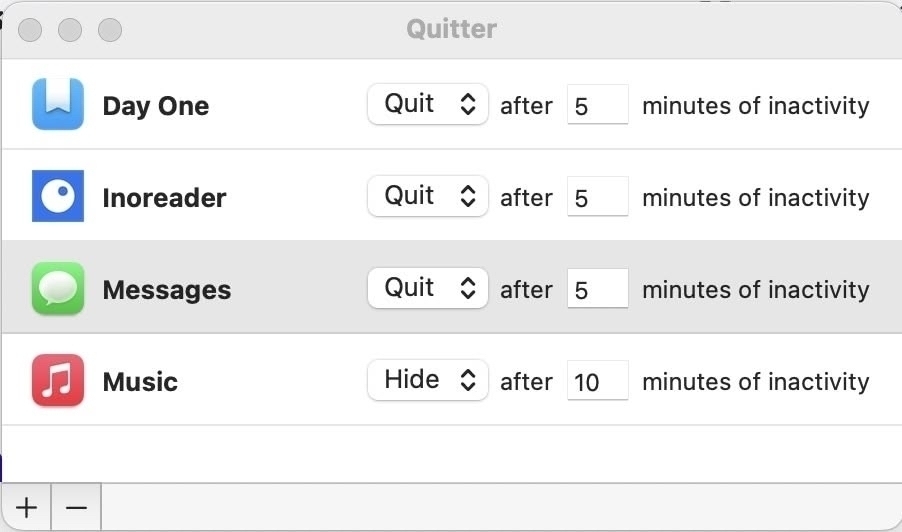 Quitter
Day One Quit after 5 minutes of inactivity
Inoreader Quit after 5 minutes of inactivity
Messages Quit after 5 minutes of inactivity
Music Hide after 10 minutes of inactivity
+ −